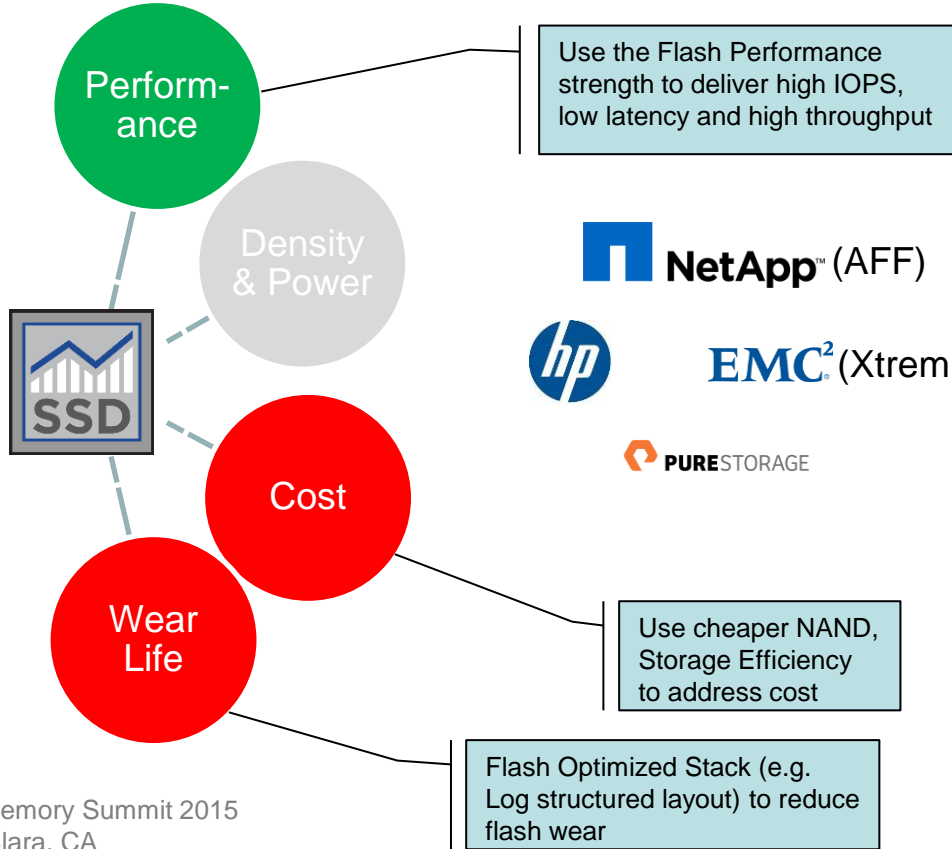 Perform-
ance
Use the Flash Performance
strength to deliver high IOPS,
low latency and high throughput
Density
& Power
NetApp™ (AFF)
SSD
hp
EMC² (Xtrem
PURESTORAGE
Cost
Wear
Life
Use cheaper NAND,
Storage Efficiency
to address cost
Flash Optimized Stack (e.g.
Log structured layout) to reduce
flash wear
emory Summit 2015
lara, CA